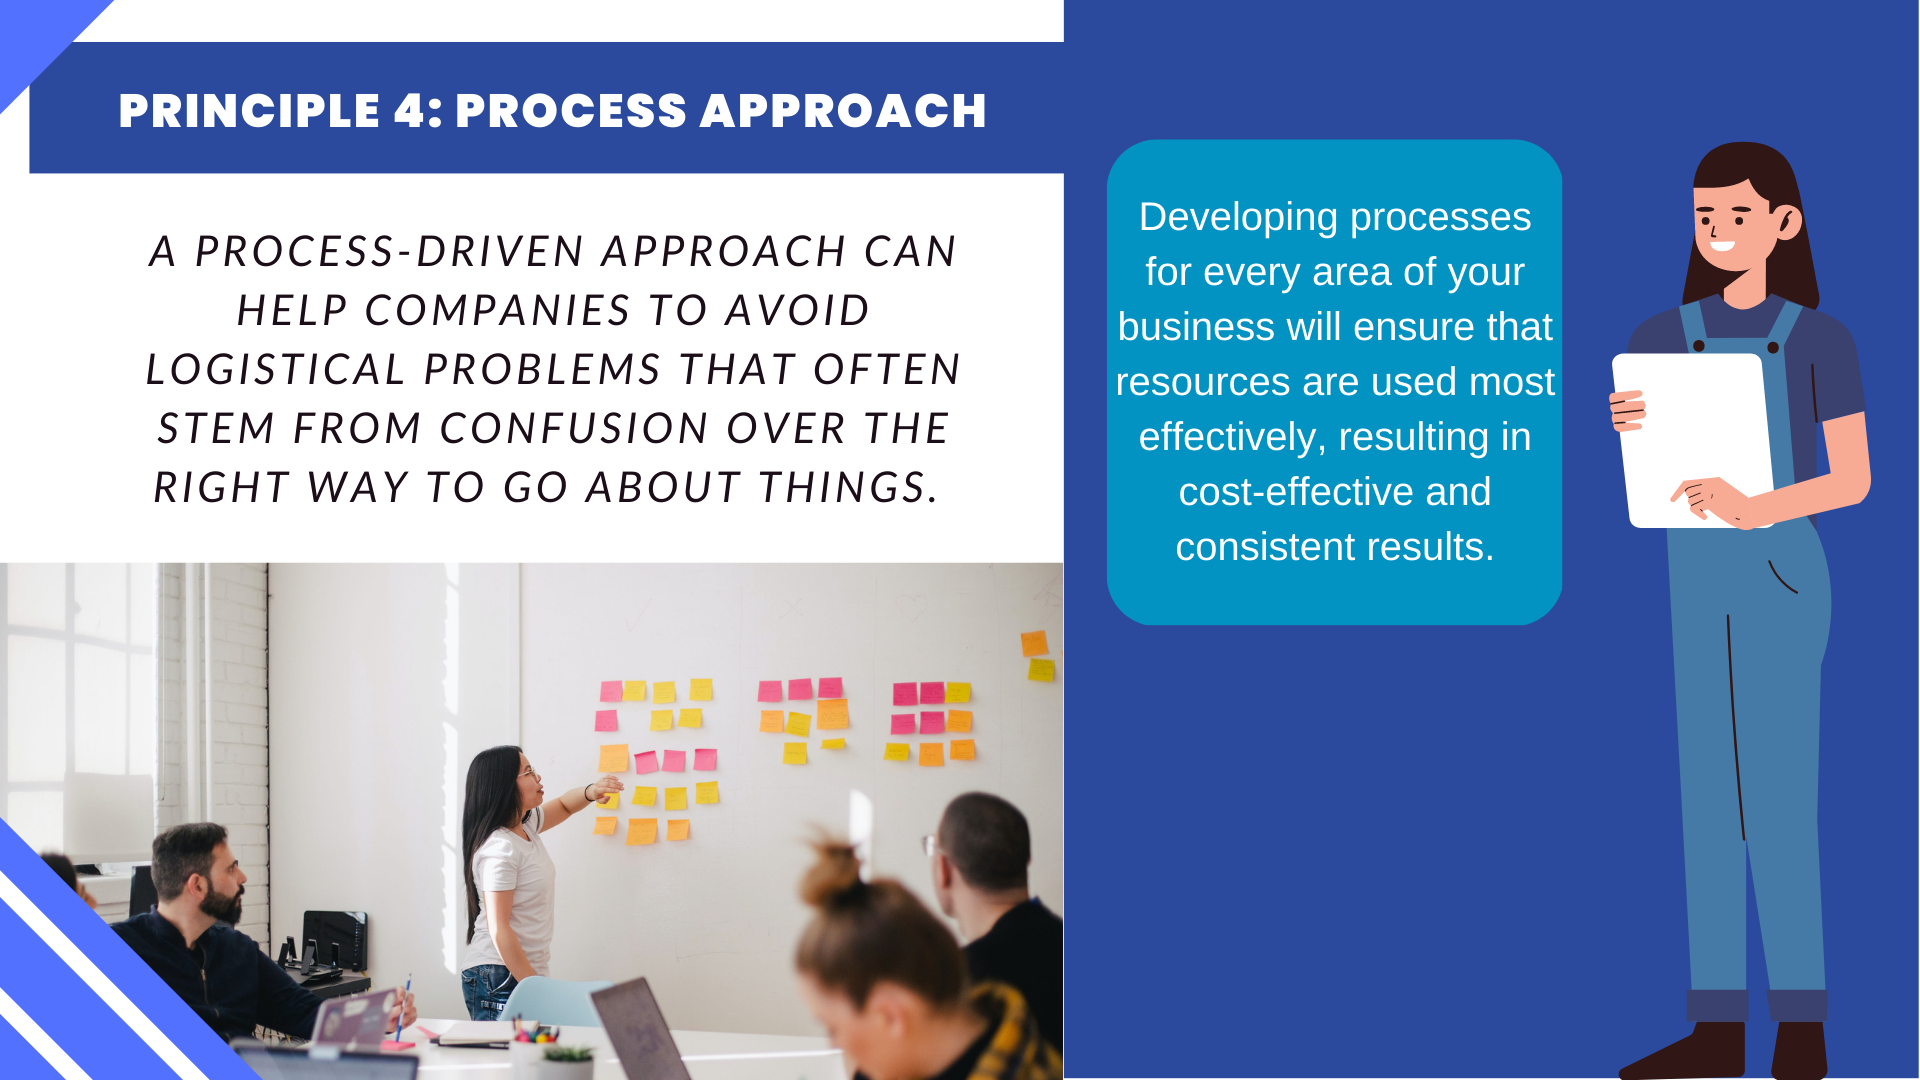 PRINCIPLE 4: PROCESS APPROACH
A PROCESS-DRIVEN APPROACH CAN
HELP COMPANIES TO AVOID
LOGISTICAL PROBLEMS THAT OFTEN
STEM FROM CONFUSION OVER THE
RIGHT WAY TO GO ABOUT THINGS.
Developing processes
for every area of your
business will ensure that
resources are used most
effectively, resulting in
cost-effective and
consistent results.